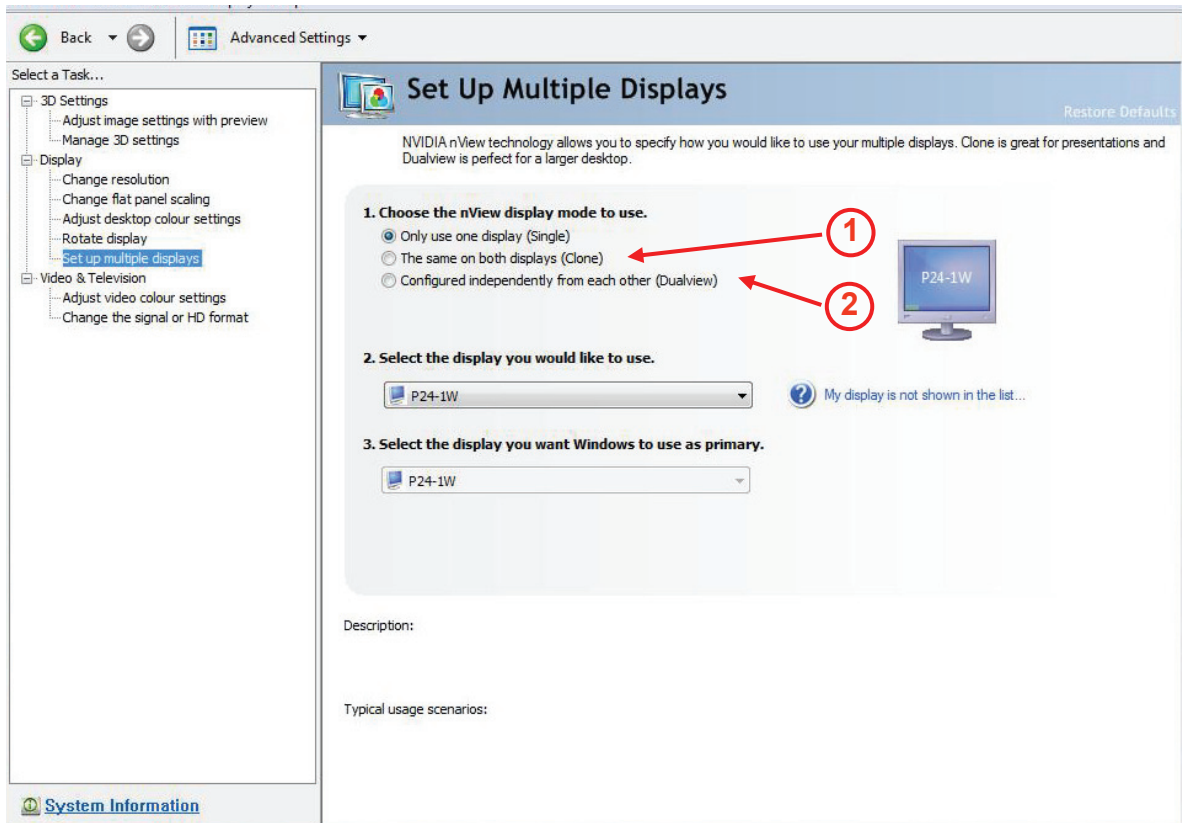 Back
Advanced Settings
Select a Task...
3D Settings
Adjust image settings with preview
Manage 3D settings
Display
Change resolution
Change flat panel scaling
Adjust desktop colour settings
Rotate display
Set up multiple displays
Video & Television
Adjust video colour settings
Change the signal or HD format
System Information
Set Up Multiple Displays
Restore Defaults
NVIDIA nView technology allows you to specify how you would like to use your multiple displays. Clone is great for presentations and
Dualview is perfect for a larger desktop.
1. Choose the nView display mode to use.
Only use one display (Single)
The same on both displays (Clone)
Configured independently from each other (Dualview)
1
2
P24-1W
2. Select the display you would like to use.
P24-1W
My display is not shown in the list...
3. Select the display you want Windows to use as primary.
P24-1W
Description:
Typical usage scenarios: